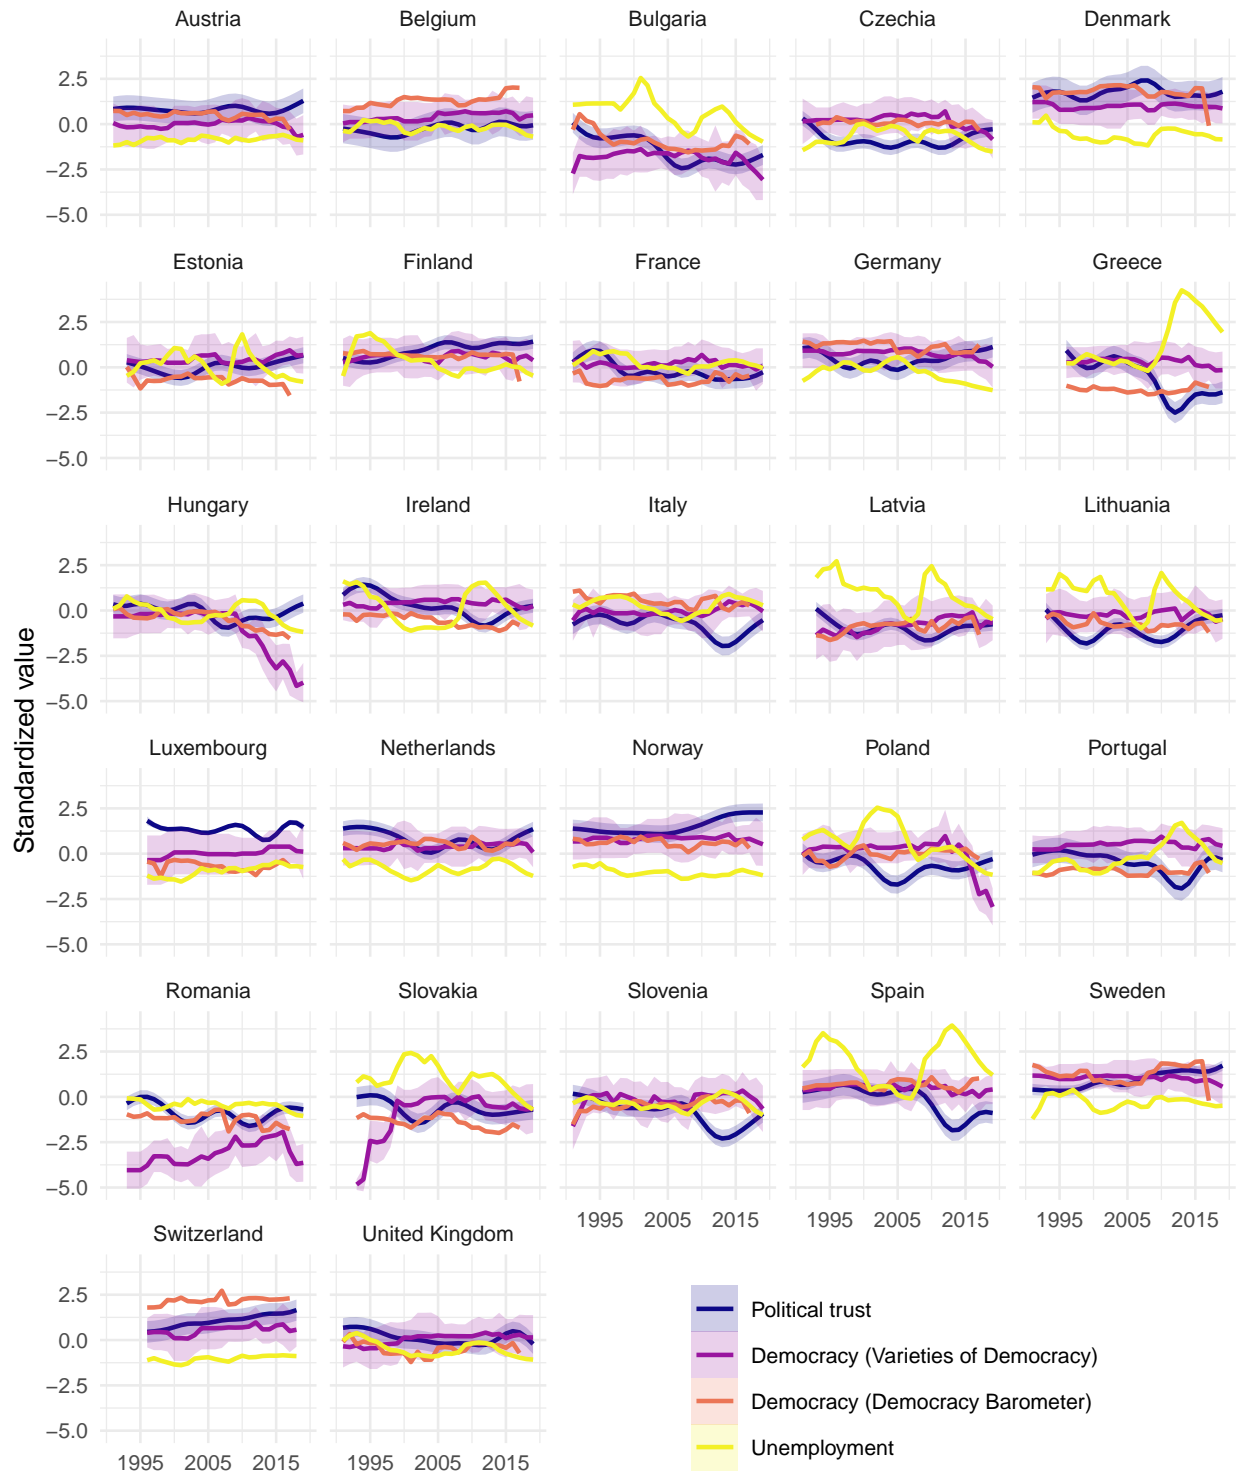 Austria Belgium Bulgaria Czechia Denmark
2.5
0.0
−2.5
−5.0
Estonia Finland France Germany Greece
2.5
0.0
−2.5
−5.0
Hungary Ireland Italy Latvia Lithuania
2.5
0.0
−2.5
−5.0
Standardized value
Luxembourg Netherlands Norway Poland Portugal
2.5
0.0
−2.5
−5.0
Romania Slovakia Slovenia Spain Sweden
2.5
0.0
−2.5
−5.0
1995 2005 2015 1995 2005 2015 1995 2005 2015
Switzerland United Kingdom
2.5
0.0
−2.5
−5.0
1995 2005 2015 1995 2005 2015
Political trust
Democracy (Varieties of Democracy)
Democracy (Democracy Barometer)
Unemployment